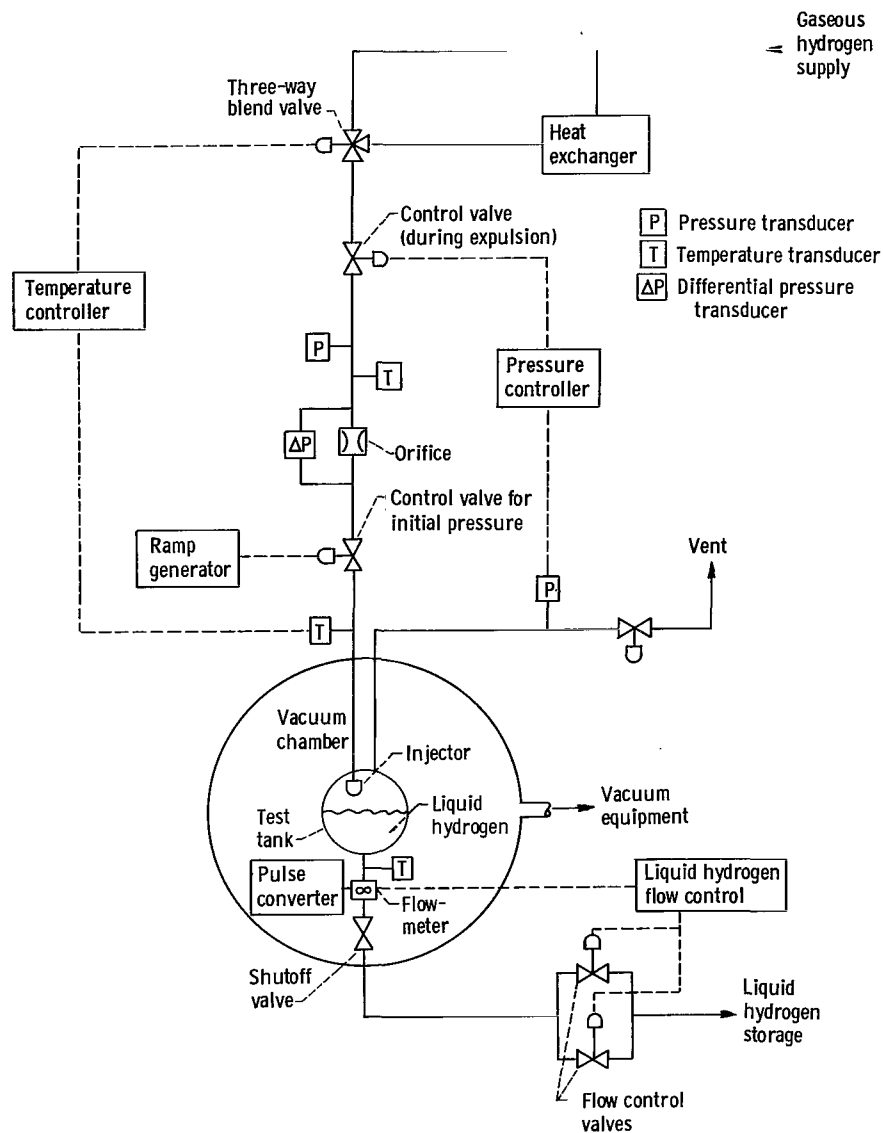 Gaseous
hydrogen
supply
Three-way
blend valve
Heat
exchanger
Control valve
(during expulsion)
P Pressure transducer
T Temperature transducer
ΔP Differential pressure
transducer
Temperature
controller
P
T
Pressure
controller
ΔP
Orifice
Control valve for
initial pressure
Ramp
generator
Vent
P
T
Vacuum
chamber
Injector
Test
tank
Liquid
hydrogen
Vacuum
equipment
T
Pulse
converter
Flow-
meter
Liquid hydrogen
flow control
Shutoff
valve
Liquid
hydrogen
storage
Flow control
valves